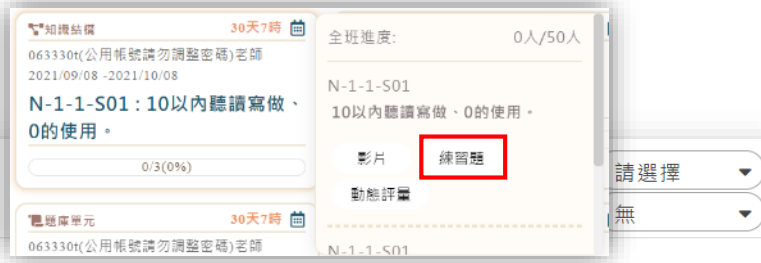 知識結構 30天7時
063330t(公用帳號請勿調整密碼)老師
2021/09/08 -2021/10/08
N-1-1-S01 : 10以內聽讀寫做、
0的使用。
0/3(0%)
題庫單元 30天7時
063330t(公用帳號請勿調整密碼)老師
全班進度: 0人/50人
N-1-1-S01
10以內聽讀寫做、0的使用。
影片 練習題
動態評量
N-1-1-S01
請選擇
無